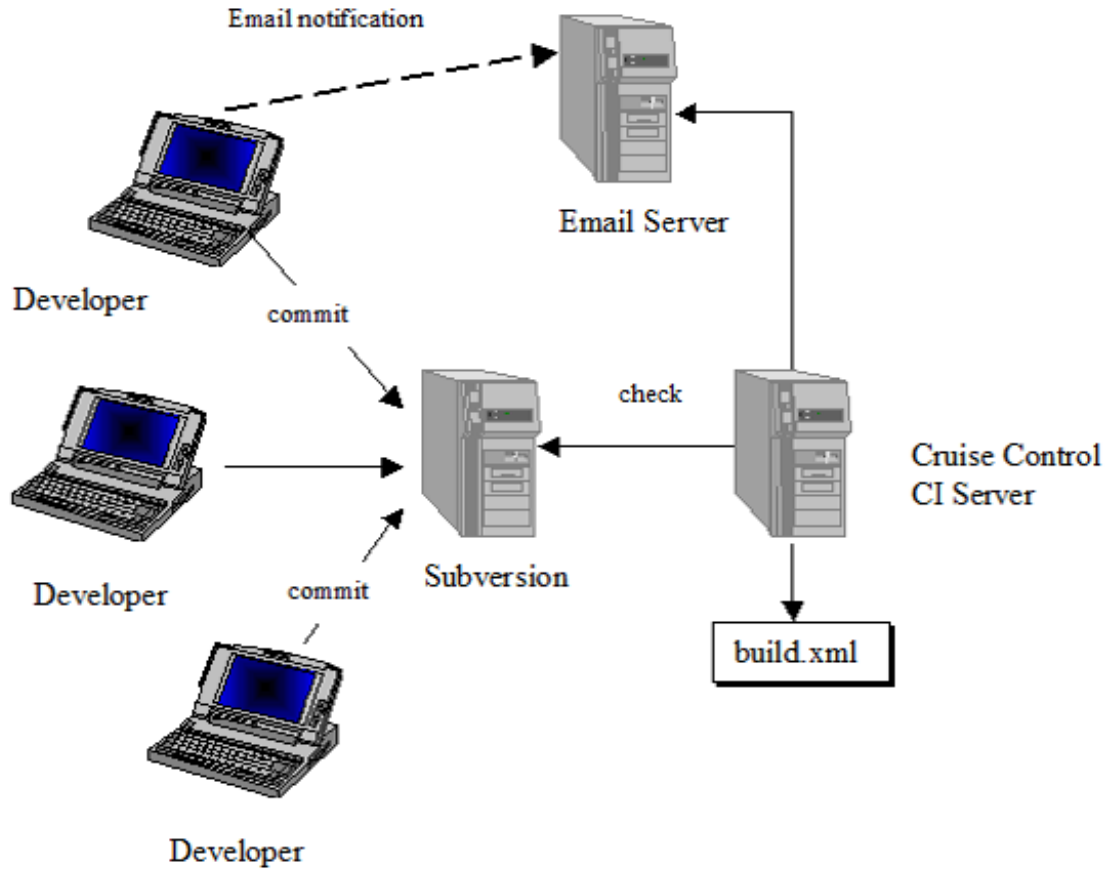 Email notification
Email Server
Developer
commit
check
Cruise Control
CI Server
Subversion
Developer
commit
build.xml
Developer